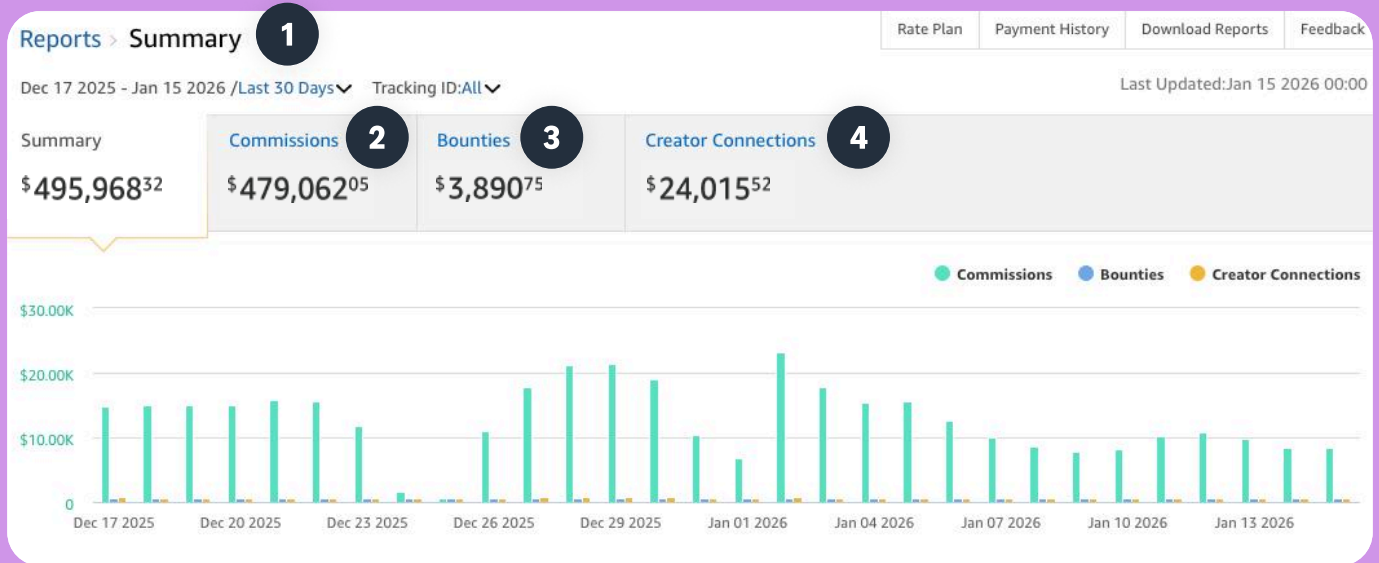 Reports > Summary 1
Rate Plan Payment History Download Reports Feedback
Dec 17 2025 - Jan 15 2026 /Last 30 Days Tracking ID:All
Last Updated:Jan 15 2026 00:00
Summary
$495,96832
Commissions 2
$479,06205
Bounties 3
$3,89075
Creator Connections 4
$24,01552
Commissions Bounties Creator Connections
$30.00K
$20.00K
$10.00K
0
Dec 17 2025 Dec 20 2025 Dec 23 2025 Dec 26 2025 Dec 29 2025 Jan 01 2026 Jan 04 2026 Jan 07 2026 Jan 10 2026 Jan 13 2026